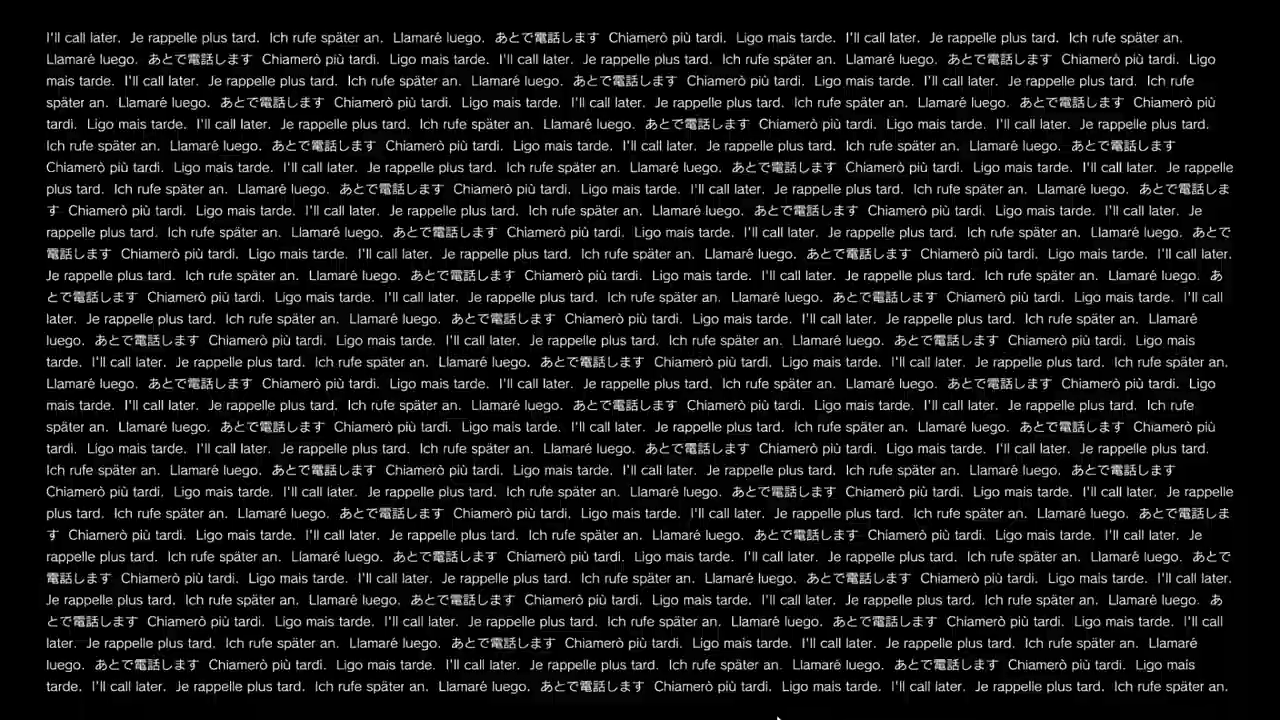 I'll call later. Je rappelle plus tard. Ich rufe später an. Llamaré luego. あとで電話します Chiamerò più tardi. Ligo mais tarde. I'll call later. Je rappelle plus tard. Ich rufe später an.
Llamaré luego. あとで電話します Chiamerò più tardi. Ligo mais tarde. I'll call later. Je rappelle plus tard. Ich rufe später an. Llamaré luego. あとで電話します Chiamerò più tardi. Ligo
mais tarde. I'll call later. Je rappelle plus tard. Ich rufe später an. Llamaré luego. あとで電話します Chiamerò più tardi. Ligo mais tarde. I'll call later. Je rappelle plus tard. Ich rufe
später an. Llamaré luego. あとで電話します Chiamerò più tardi. Ligo mais tarde. I'll call later. Je rappelle plus tard. Ich rufe später an. Llamaré luego. あとで電話します Chiamerò più
tardi. Ligo mais tarde. I'll call later. Je rappelle plus tard. Ich rufe später an. Llamaré luego. あとで電話します Chiamerò più tardi. Ligo mais tarde. I'll call later. Je rappelle plus tard.
Ich rufe später an. Llamaré luego. あとで電話します Chiamerò più tardi. Ligo mais tarde. I'll call later. Je rappelle plus tard. Ich rufe später an. Llamaré luego. あとで電話します
Chiamerò più tardi. Ligo mais tarde. I'll call later. Je rappelle plus tard. Ich rufe später an. Llamaré luego. あとで電話します Chiamerò più tardi. Ligo mais tarde. I'll call later. Je rappelle
plus tard. Ich rufe später an. Llamaré luego. あとで電話します Chiamerò più tardi. Ligo mais tarde. I'll call later. Je rappelle plus tard. Ich rufe später an. Llamaré luego. あとで電話しま
す Chiamerò più tardi. Ligo mais tarde. I'll call later. Je rappelle plus tard. Ich rufe später an. Llamaré luego. あとで電話します Chiamerò più tardi. Ligo mais tarde. I'll call later. Je
rappelle plus tard. Ich rufe später an. Llamaré luego. あとで電話します Chiamerò più tardi. Ligo mais tarde. I'll call later. Je rappelle plus tard. Ich rufe später an. Llamaré luego. あとで
電話します Chiamerò più tardi. Ligo mais tarde. I'll call later. Je rappelle plus tard. Ich rufe später an. Llamaré luego. あとで電話します Chiamerò più tardi. Ligo mais tarde. I'll call later.
Je rappelle plus tard. Ich rufe später an. Llamaré luego. あとで電話します Chiamerò più tardi. Ligo mais tarde. I'll call later. Je rappelle plus tard. Ich rufe später an. Llamaré luego. あ
とで電話します Chiamerò più tardi. Ligo mais tarde. I'll call later. Je rappelle plus tard. Ich rufe später an. Llamaré luego. あとで電話します Chiamerò più tardi. Ligo mais tarde. I'll call
later. Je rappelle plus tard. Ich rufe später an. Llamaré luego. あとで電話します Chiamerò più tardi. Ligo mais tarde. I'll call later. Je rappelle plus tard. Ich rufe später an. Llamaré
luego. あとで電話します Chiamerò più tardi. Ligo mais tarde. I'll call later. Je rappelle plus tard. Ich rufe später an. Llamaré luego. あとで電話します Chiamerò più tardi. Ligo mais
tarde. I'll call later. Je rappelle plus tard. Ich rufe später an. Llamaré luego. あとで電話します Chiamerò più tardi. Ligo mais tarde. I'll call later. Je rappelle plus tard. Ich rufe später an.
Llamaré luego. あとで電話します Chiamerò più tardi. Ligo mais tarde. I'll call later. Je rappelle plus tard. Ich rufe später an. Llamaré luego. あとで電話します Chiamerò più tardi. Ligo
mais tarde. I'll call later. Je rappelle plus tard. Ich rufe später an. Llamaré luego. あとで電話します Chiamerò più tardi. Ligo mais tarde. I'll call later. Je rappelle plus tard. Ich rufe
später an. Llamaré luego. あとで電話します Chiamerò più tardi. Ligo mais tarde. I'll call later. Je rappelle plus tard. Ich rufe später an. Llamaré luego. あとで電話します Chiamerò più
tardi. Ligo mais tarde. I'll call later. Je rappelle plus tard. Ich rufe später an. Llamaré luego. あとで電話します Chiamerò più tardi. Ligo mais tarde. I'll call later. Je rappelle plus tard.
Ich rufe später an. Llamaré luego. あとで電話します Chiamerò più tardi. Ligo mais tarde. I'll call later. Je rappelle plus tard. Ich rufe später an. Llamaré luego. あとで電話します
Chiamerò più tardi. Ligo mais tarde. I'll call later. Je rappelle plus tard. Ich rufe später an. Llamaré luego. あとで電話します Chiamerò più tardi. Ligo mais tarde. I'll call later. Je rappelle
plus tard. Ich rufe später an. Llamaré luego. あとで電話します Chiamerò più tardi. Ligo mais tarde. I'll call later. Je rappelle plus tard. Ich rufe später an. Llamaré luego. あとで電話しま
す Chiamerò più tardi. Ligo mais tarde. I'll call later. Je rappelle plus tard. Ich rufe später an. Llamaré luego. あとで電話します Chiamerò più tardi. Ligo mais tarde. I'll call later. Je
rappelle plus tard. Ich rufe später an. Llamaré luego. あとで電話します Chiamerò più tardi. Ligo mais tarde. I'll call later. Je rappelle plus tard. Ich rufe später an. Llamaré luego. あとで
電話します Chiamerò più tardi. Ligo mais tarde. I'll call later. Je rappelle plus tard. Ich rufe später an. Llamaré luego. あとで電話します Chiamerò più tardi. Ligo mais tarde. I'll call later.
Je rappelle plus tard. Ich rufe später an. Llamaré luego. あとで電話します Chiamerò più tardi. Ligo mais tarde. I'll call later. Je rappelle plus tard. Ich rufe später an. Llamaré luego. あ
とで電話します Chiamerò più tardi. Ligo mais tarde. I'll call later. Je rappelle plus tard. Ich rufe später an. Llamaré luego. あとで電話します Chiamerò più tardi. Ligo mais tarde. I'll call
later. Je rappelle plus tard. Ich rufe später an. Llamaré luego. あとで電話します Chiamerò più tardi. Ligo mais tarde. I'll call later. Je rappelle plus tard. Ich rufe später an. Llamaré
luego. あとで電話します Chiamerò più tardi. Ligo mais tarde. I'll call later. Je rappelle plus tard. Ich rufe später an. Llamaré luego. あとで電話します Chiamerò più tardi. Ligo mais
tarde. I'll call later. Je rappelle plus tard. Ich rufe später an. Llamaré luego. あとで電話します Chiamerò più tardi. Ligo mais tarde. I'll call later. Je rappelle plus tard. Ich rufe später an.